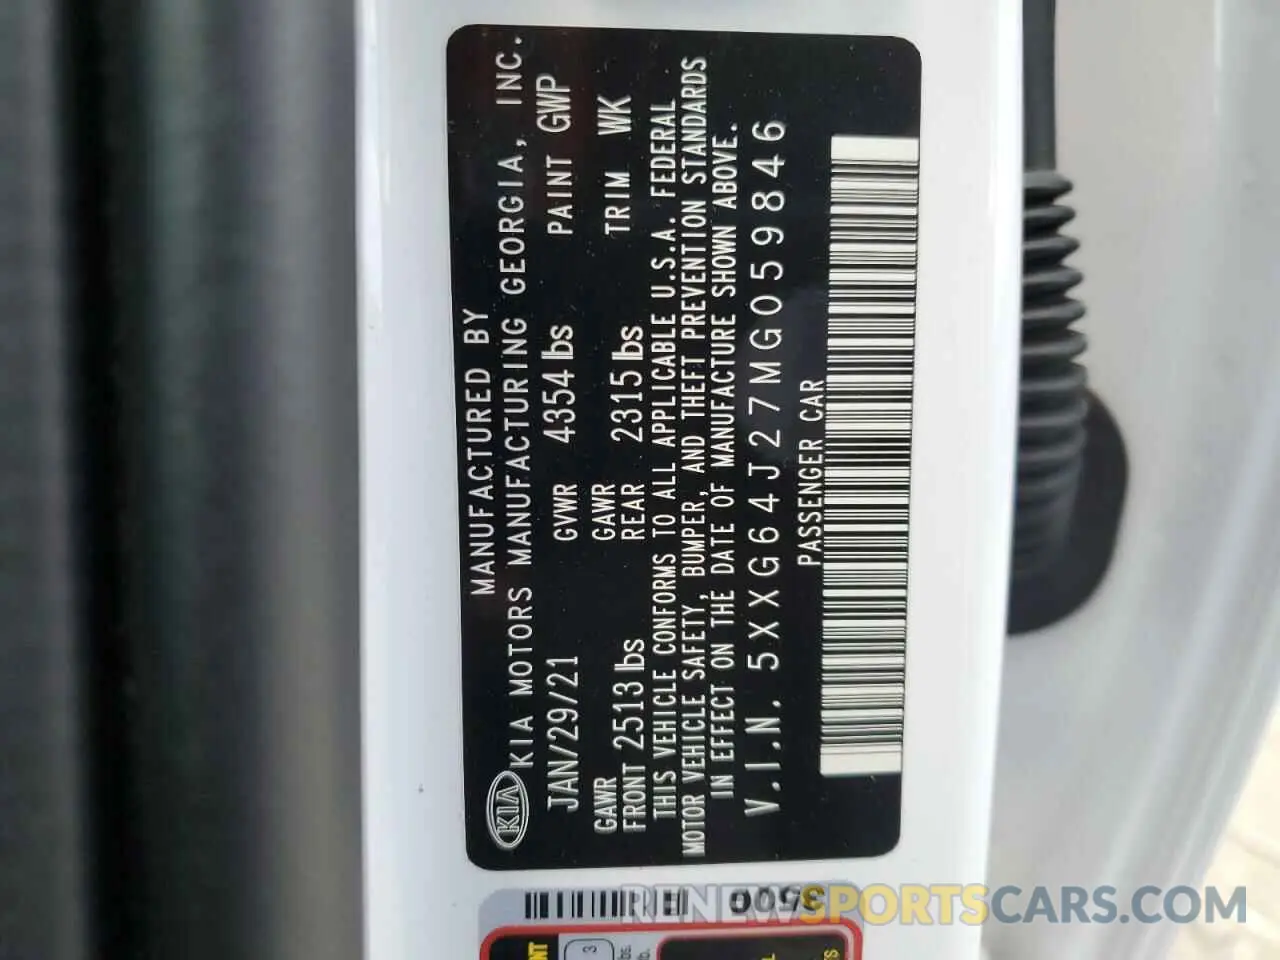 MANUFACTURED BY
KIA KIA MOTORS MANUFACTURING GEORGIA, INC.
JAN/29/21 GVWR 4354 lbs PAINT GWP
GAWR FRONT 2513 lbs GAWR REAR 2315 lbs TRIM WK
THIS VEHICLE CONFORMS TO ALL APPLICABLE U.S.A. FEDERAL
MOTOR VEHICLE SAFETY, BUMPER, AND THEFT PREVENTION STANDARDS
IN EFFECT ON THE DATE OF MANUFACTURE SHOWN ABOVE.
V.I.N. 5XXG64J27MG059846
PASSENGER CAR
3500
3
RENEWSPORTSCARS.COM